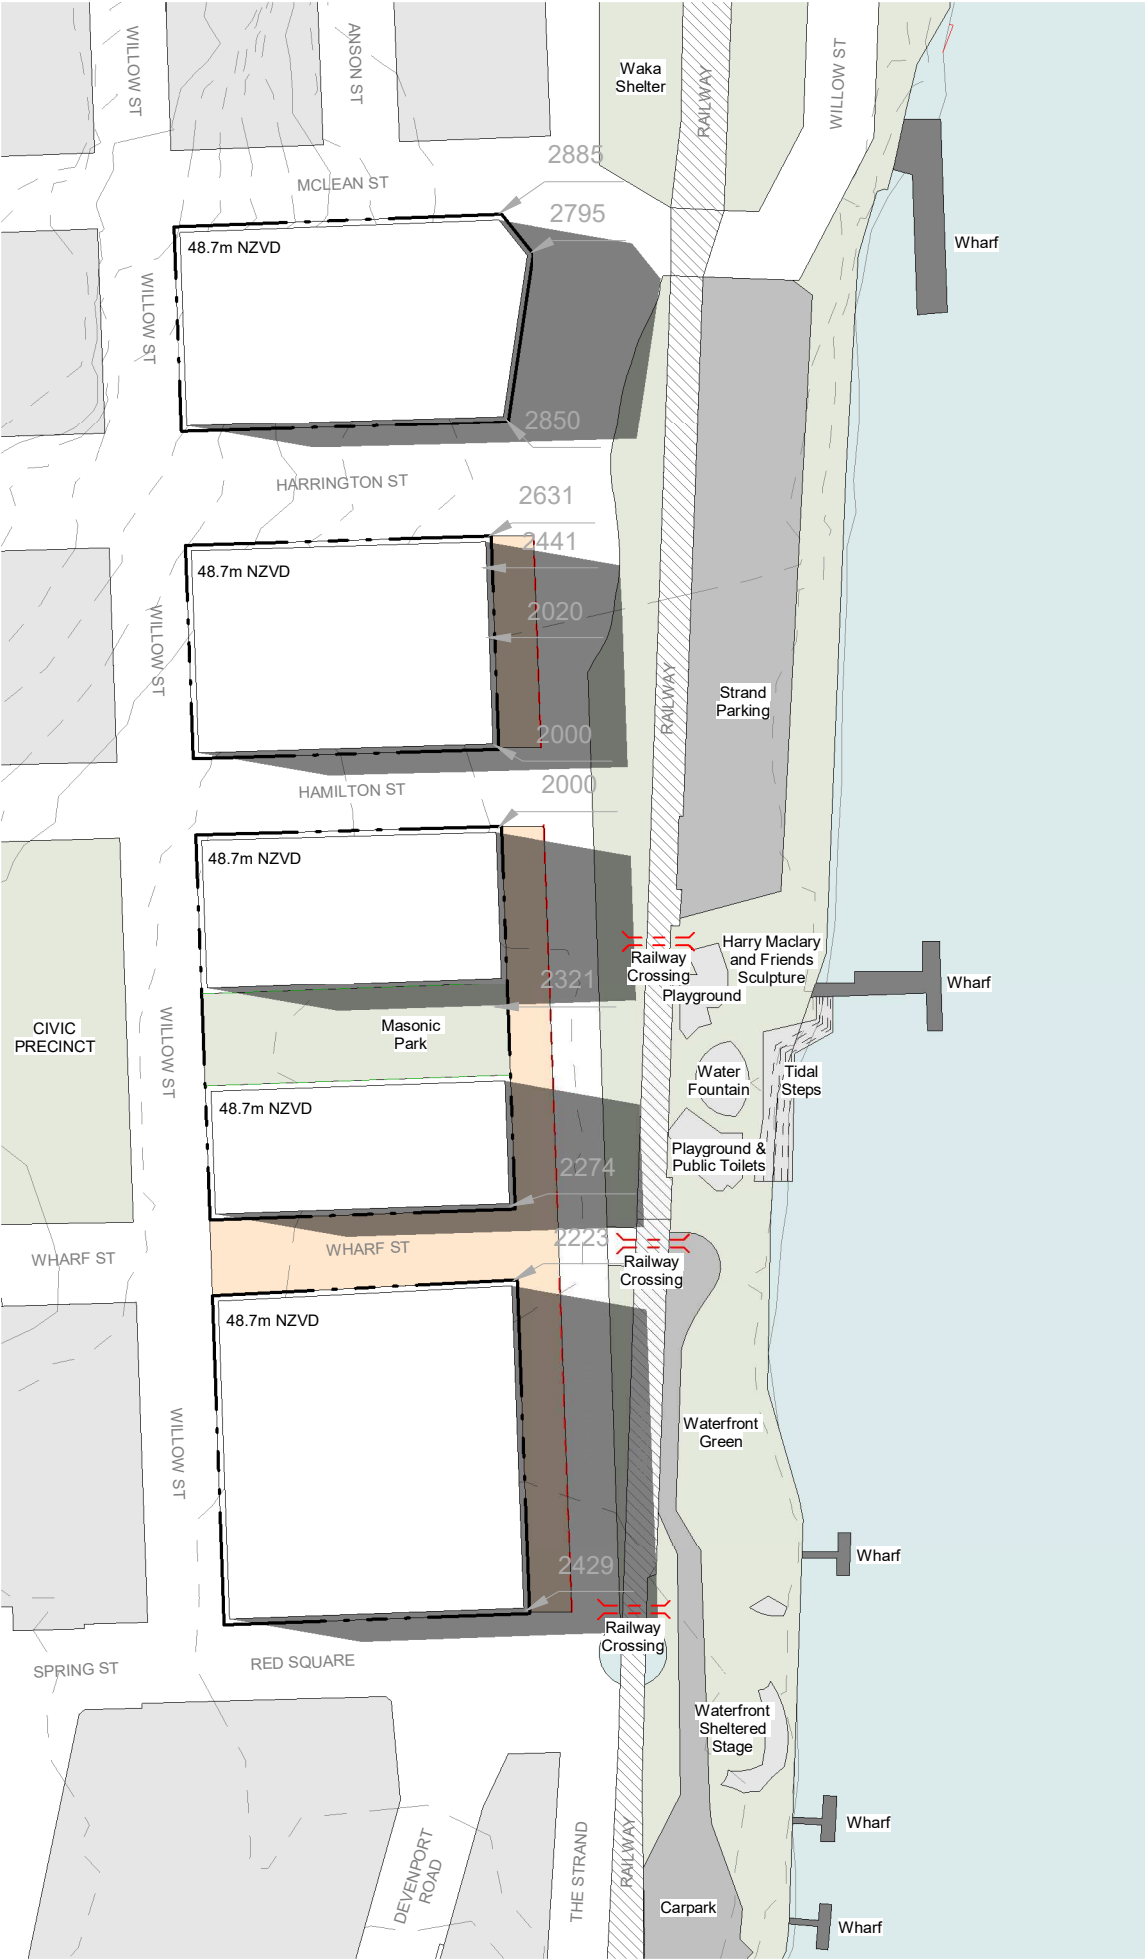 WILLOW ST
ANSON ST
Waka
Shelter
RAILWAY
WILLOW ST
2885
MCLEAN ST
2795
48.7m NZVD
Wharf
WILLOW ST
2850
HARRINGTON ST
2631
2441
48.7m NZVD
2020
WILLOW ST
RAILWAY
Strand
Parking
2000
2000
HAMILTON ST
48.7m NZVD
Harry Maclary
and Friends
Sculpture
Railway
Crossing
2321
Wharf
Playground
CIVIC
PRECINCT
WILLOW ST
Masonic
Park
Water
Fountain
Tidal
Steps
48.7m NZVD
Playground &
Public Toilets
2274
2223
WHARF ST
WHARF ST
Railway
Crossing
48.7m NZVD
WILLOW ST
Waterfront
Green
2429
Wharf
Railway
Crossing
SPRING ST
RED SQUARE
Waterfront
Sheltered
Stage
Wharf
DEVENPORT
ROAD
THE STRAND
RAILWAY
Carpark
Wharf